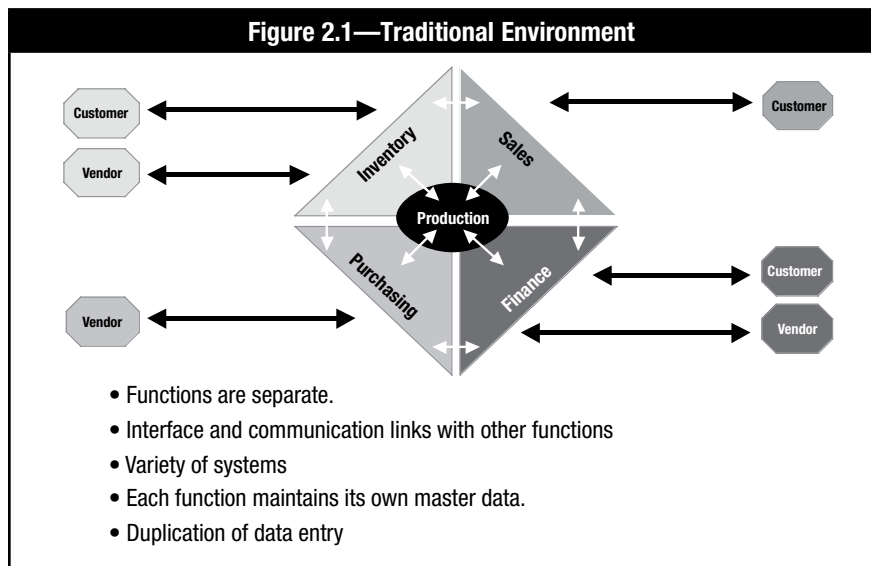 Figure 2.1—Traditional Environment
Customer
Customer
Vendor
Inventory
Sales
Production
Purchasing
Finance
Customer
Vendor
Vendor
• Functions are separate.
• Interface and communication links with other functions
• Variety of systems
• Each function maintains its own master data.
• Duplication of data entry